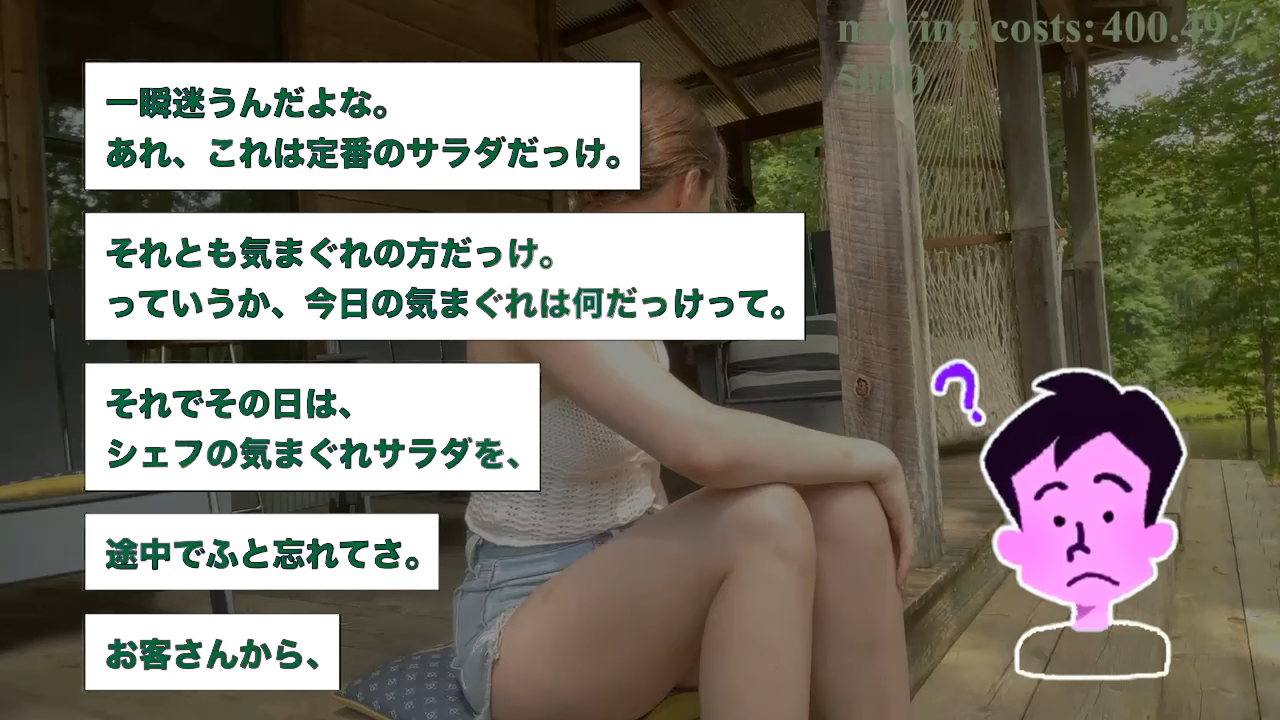 moving costs: 400.49/
5000
一瞬迷うんだよな。
あれ、これは定番のサラダだっけ。
それとも気まぐれの方だっけ。
っていうか、今日の気まぐれは何だっけって。
それでその日は、
シェフの気まぐれサラダを、
途中でふと忘れてさ。
お客さんから、
?